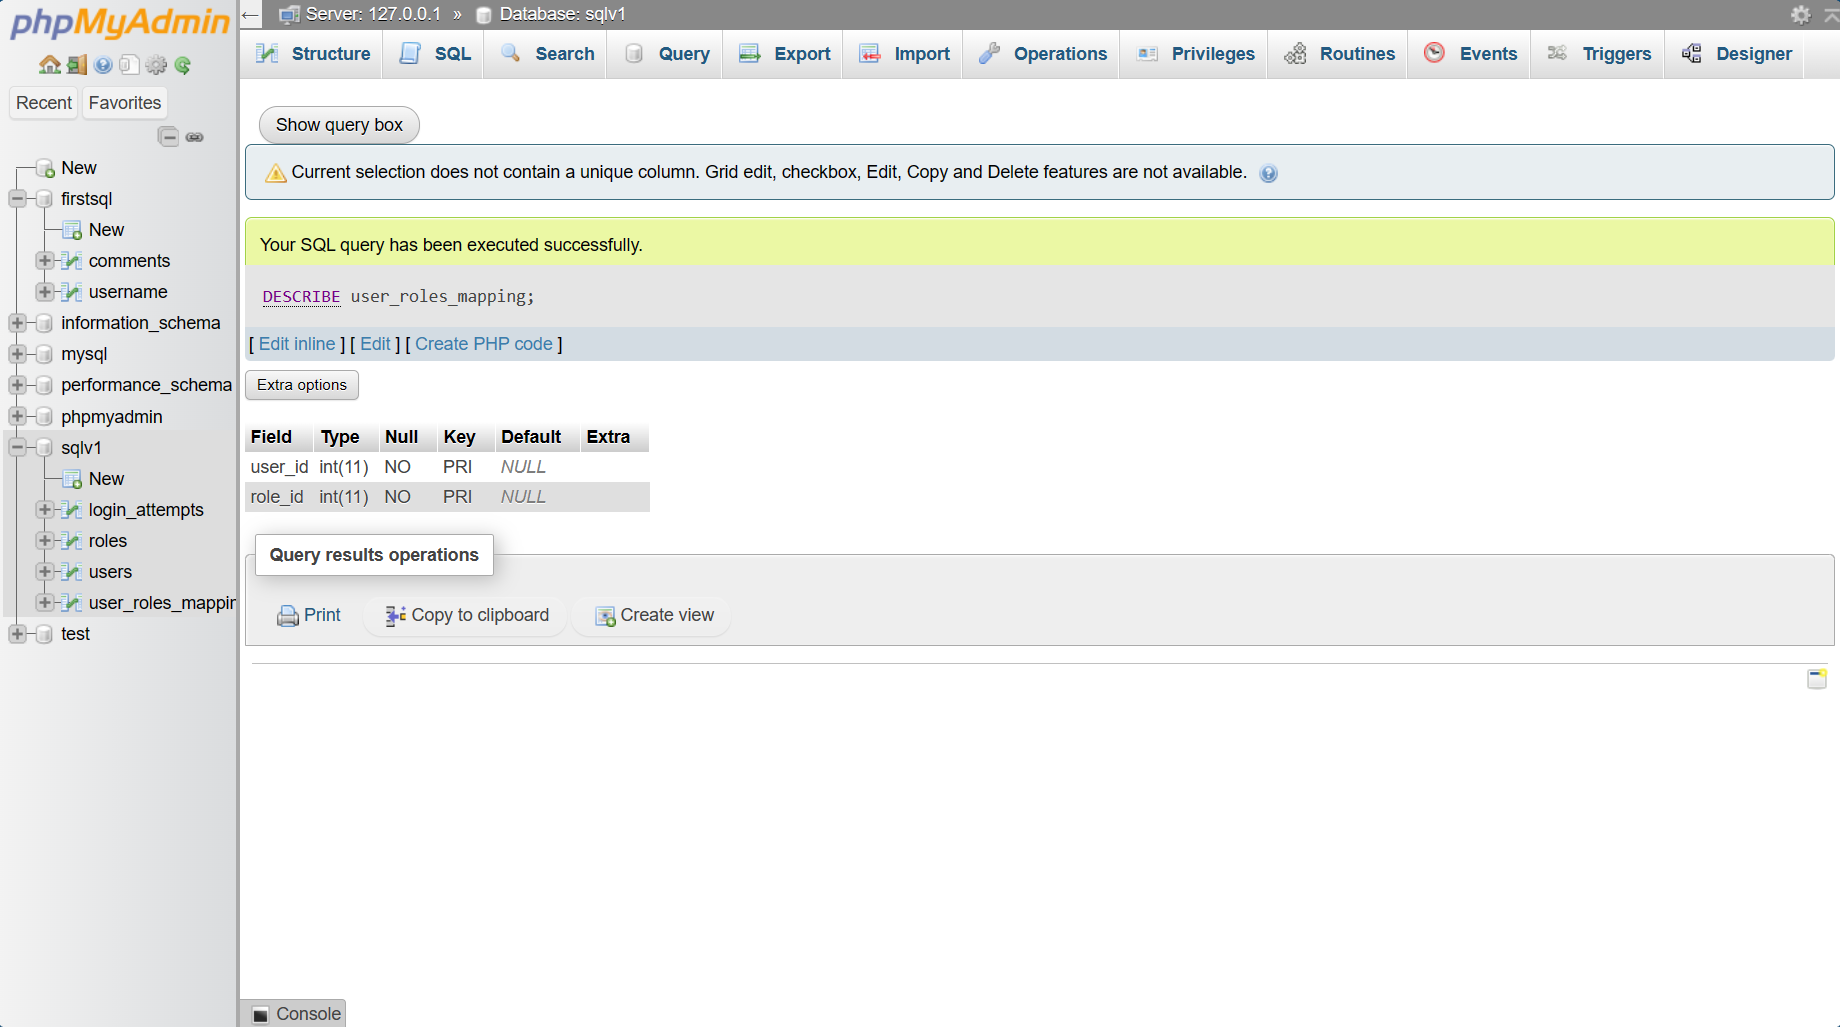 phpMyAdmin
Recent Favorites
New
firstsql
New
comments
username
information_schema
mysql
performance_schema
phpmyadmin
sqlv1
New
login_attempts
roles
users
user_roles_mappin
test
Server: 127.0.0.1 » Database: sqlv1
Structure SQL Search Query Export Import Operations Privileges Routines Events Triggers Designer
Show query box
Current selection does not contain a unique column. Grid edit, checkbox, Edit, Copy and Delete features are not available.
Your SQL query has been executed successfully.
DESCRIBE user_roles_mapping;
[ Edit inline ] [ Edit ] [ Create PHP code ]
Extra options
Field Type Null Key Default Extra
user_id int(11) NO PRI NULL
role_id int(11) NO PRI NULL
Query results operations
Print Copy to clipboard Create view
Console